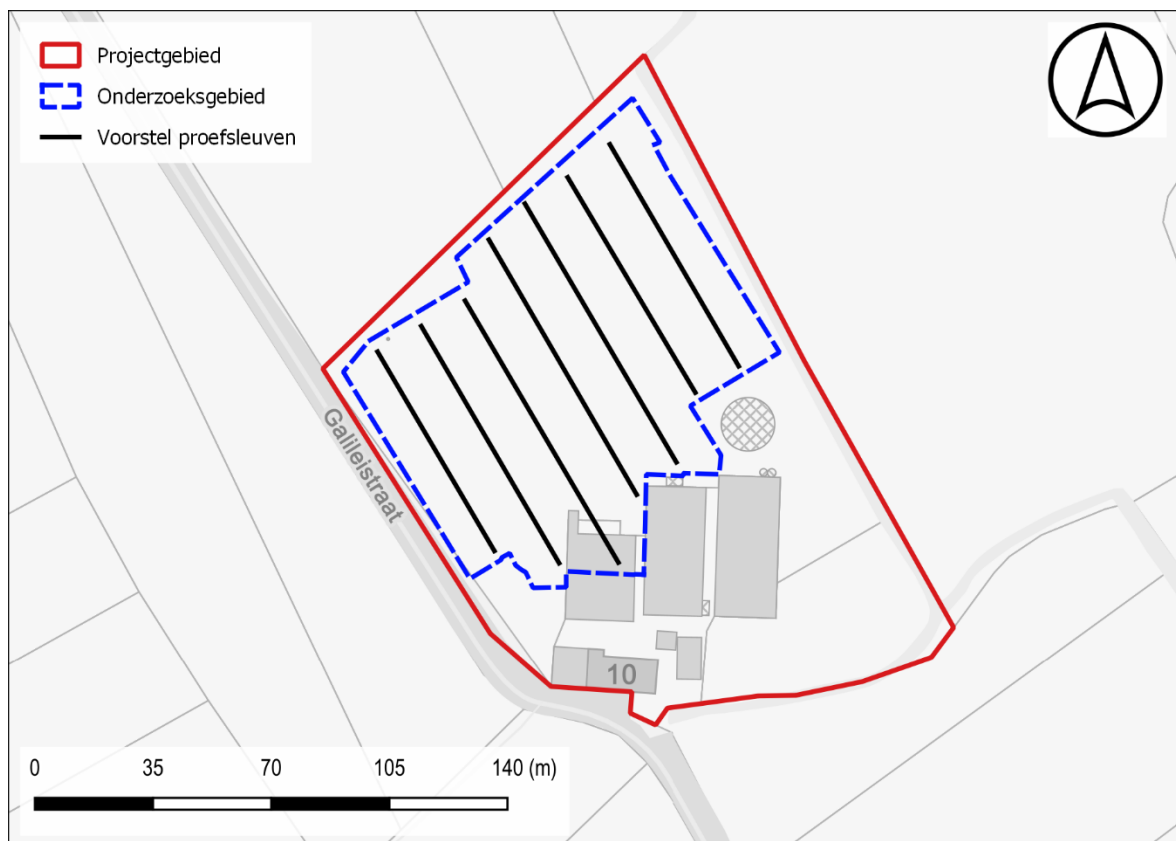 Projectgebied
Onderzoeksgebied
Voorstel proefsleuven
Galileistraat
10
0 35 70 105 140 (m)